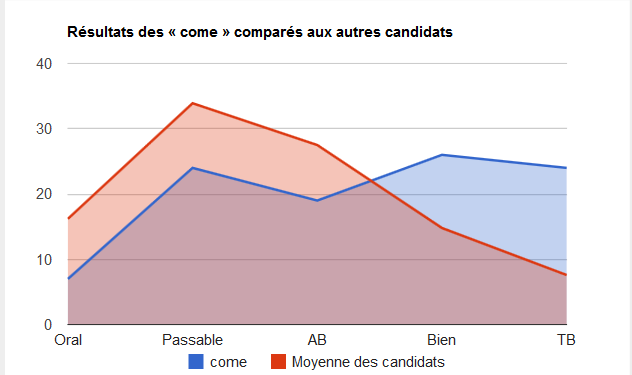 Résultats des « come » comparés aux autres candidats
40
30
20
10
0
Oral Passable AB Bien TB
come Moyenne des candidats